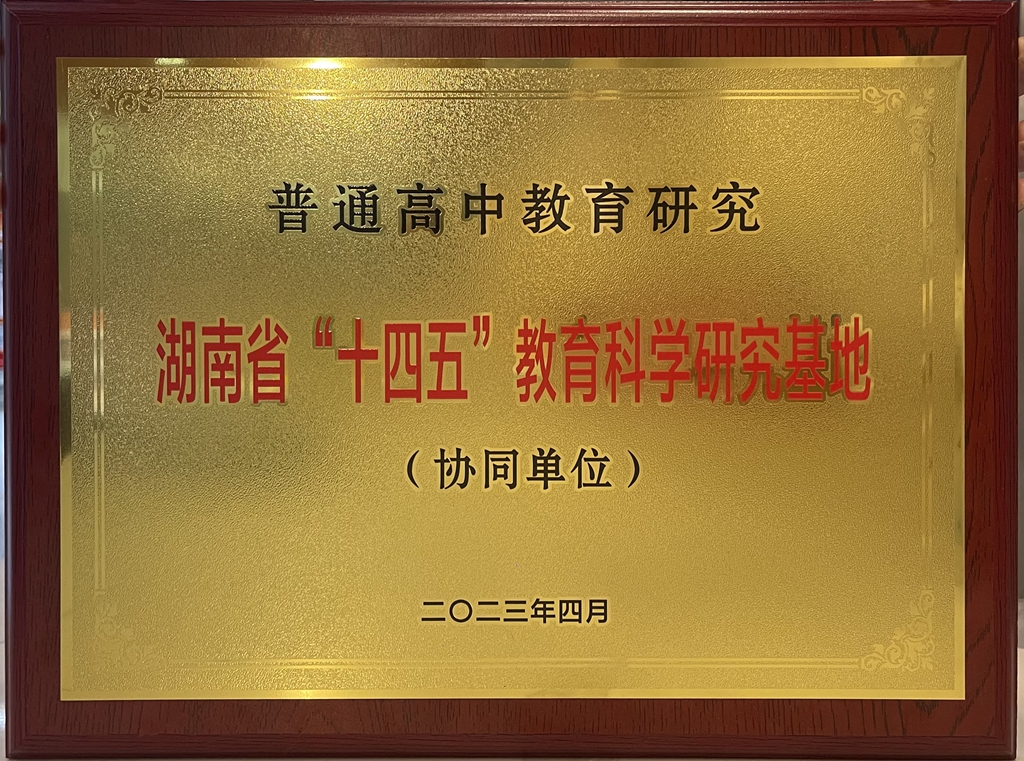 普通高中教育研究
湖南省“十四五”教育科学研究基地
（协同单位）
二〇二三年四月